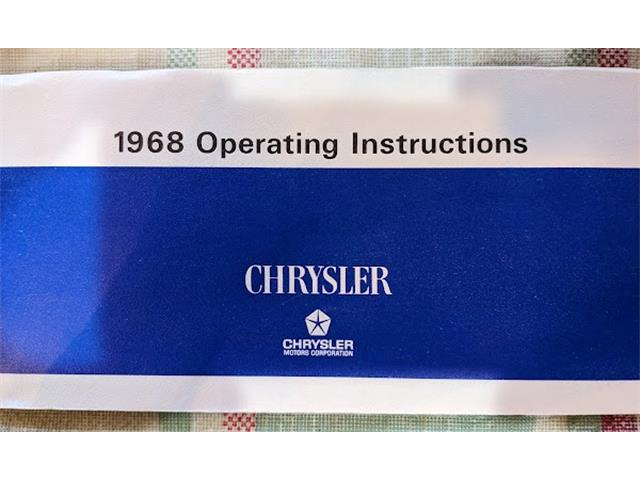 1968 Operating Instructions
CHRYSLER
CHRYSLER
MOTORS CORPORATION